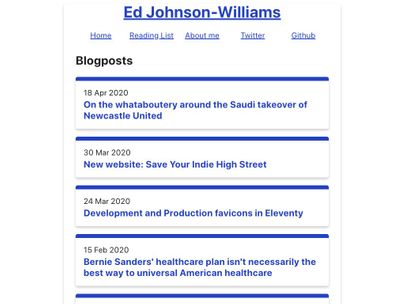 Ed Johnson-Williams
Home Reading List About me Twitter Github
Blogposts
18 Apr 2020
On the whataboutery around the Saudi takeover of
Newcastle United
30 Mar 2020
New website: Save Your Indie High Street
24 Mar 2020
Development and Production favicons in Eleventy
15 Feb 2020
Bernie Sanders' healthcare plan isn't necessarily the
best way to universal American healthcare